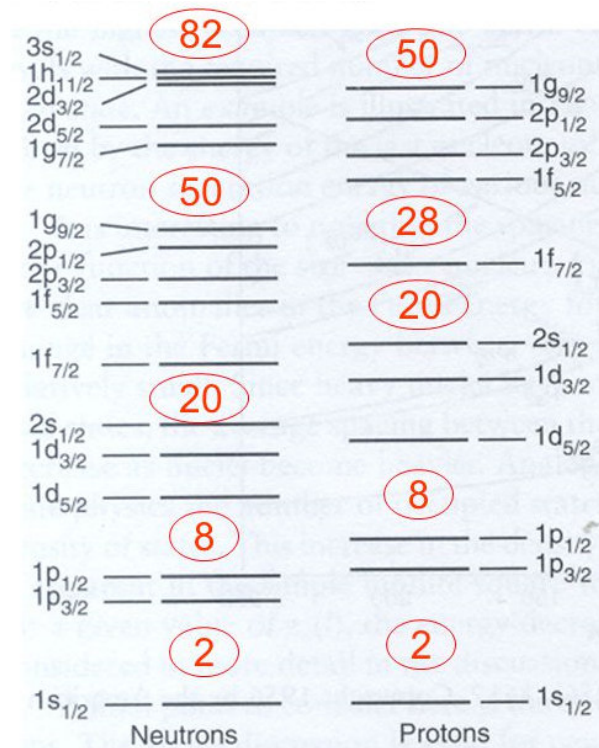 82
3s1/2
1h11/2
2d3/2
2d5/2
1g7/2
50
1g9/2
2p1/2
2p3/2
1f5/2
1f7/2
20
2s1/2
1d3/2
1d5/2
8
1p1/2
1p3/2
2
1s1/2
Neutrons
50
1g9/2
2p1/2
2p3/2
1f5/2
28
1f7/2
20
2s1/2
1d3/2
1d5/2
8
1p1/2
1p3/2
2
1s1/2
Protons